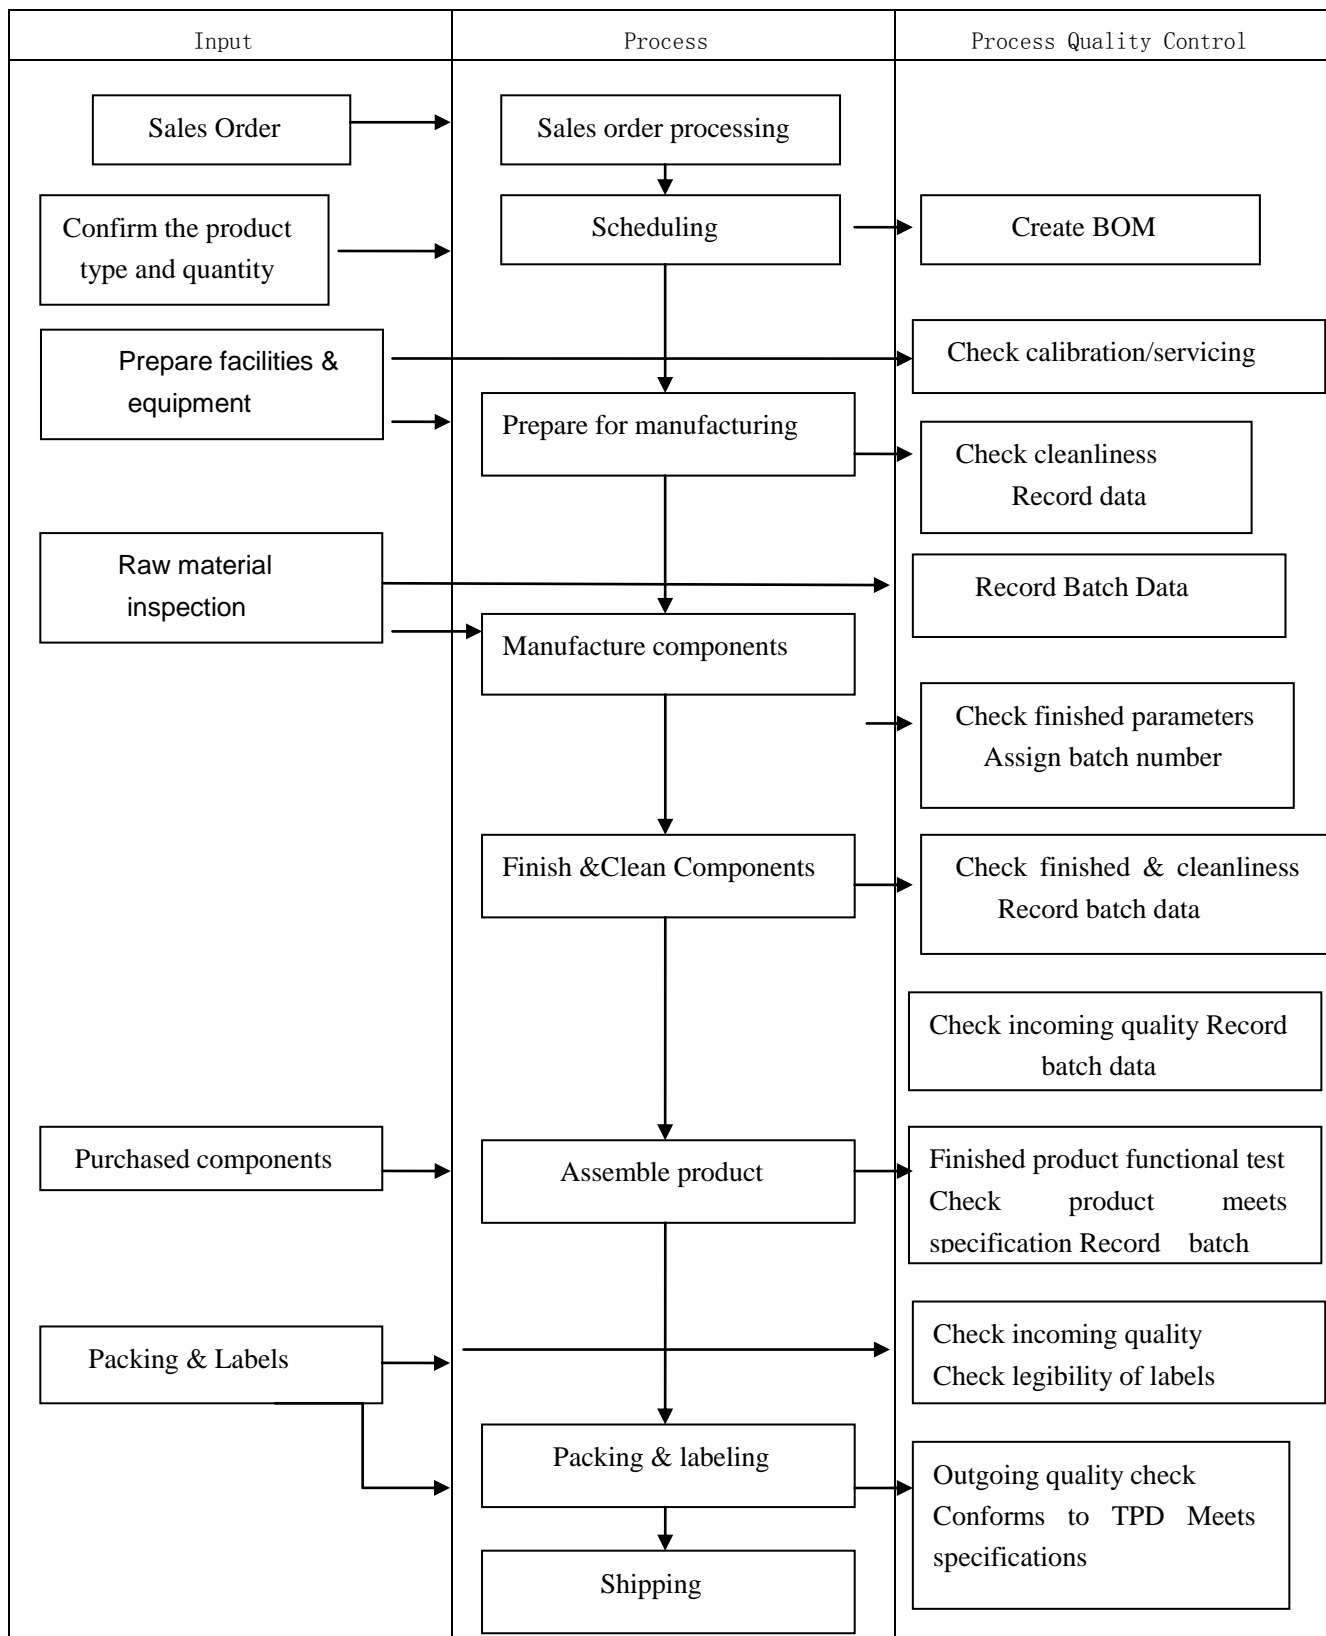 Input
Process
Process Quality Control
Sales Order
Sales order processing
Confirm the product
type and quantity
Scheduling
Create BOM
Prepare facilities &
equipment
Check calibration/servicing
Prepare for manufacturing
Check cleanliness
Record data
Raw material
inspection
Record Batch Data
Manufacture components
Check finished parameters
Assign batch number
Finish &Clean Components
Check finished & cleanliness
Record batch data
Check incoming quality Record
batch data
Purchased components
Assemble product
Finished product functional test
Check product meets
specification Record batch
Packing & Labels
Check incoming quality
Check legibility of labels
Packing & labeling
Outgoing quality check
Conforms to TPD Meets
specifications
Shipping